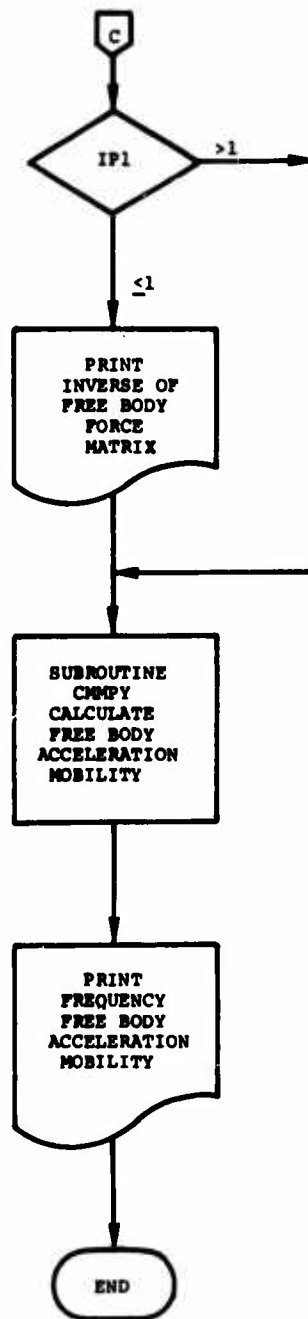 C
IP1
>1
≤1
PRINT
INVERSE OF
FREE BODY
FORCE
MATRIX
SUBROUTINE
CMMPY
CALCULATE
FREE BODY
ACCELERATION
MOBILITY
PRINT
FREQUENCY
FREE BODY
ACCELERATION
MOBILITY
END